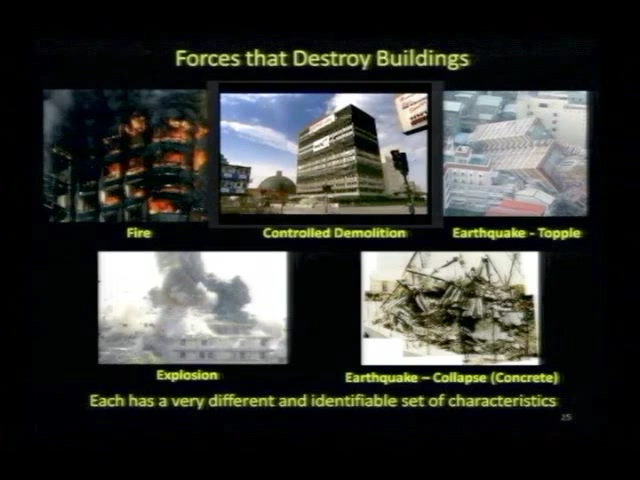 Forces that Destroy Buildings
Fire
Controlled Demolition
Earthquake - Topple
Explosion
Earthquake – Collapse (Concrete)
Each has a very different and identifiable set of characteristics
25